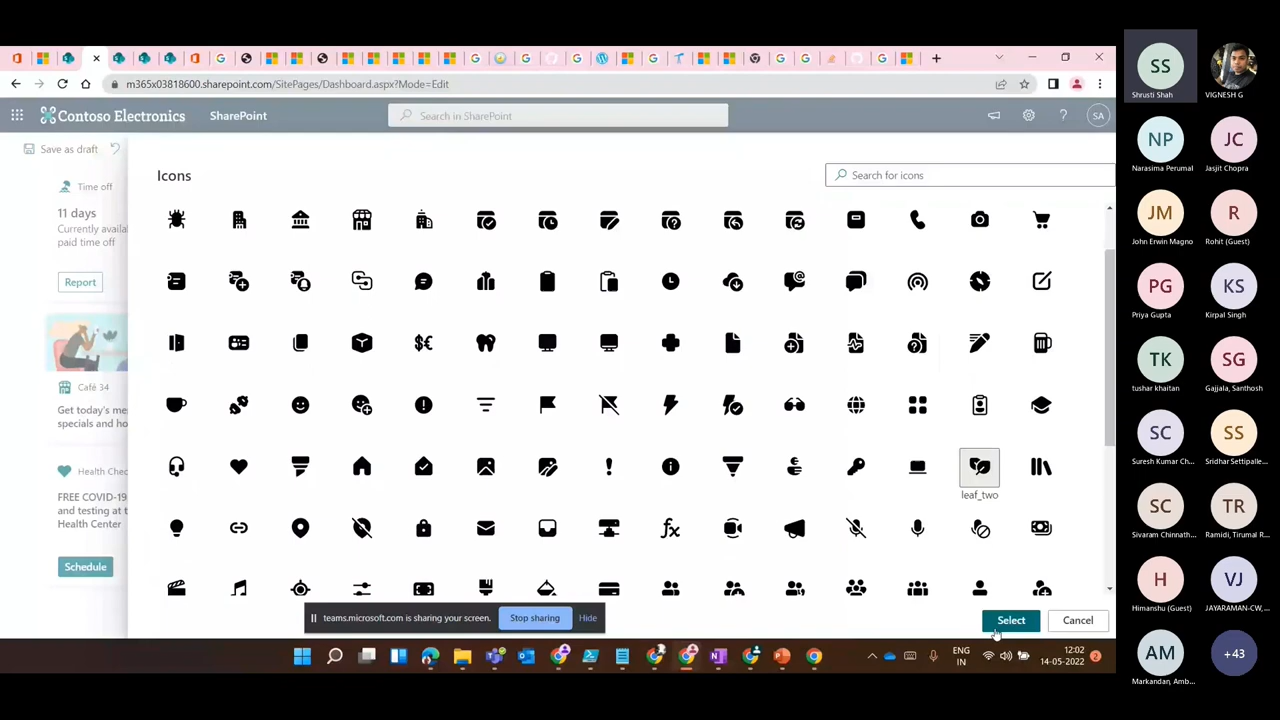 m365x03818600.sharepoint.com/SitePages/Dashboard.aspx?Mode=Edit
Contoso Electronics
SharePoint
Search in SharePoint
SA
Save as draft
Icons
Search for icons
Time off
11 days
Currently availa
paid time off
Report
Café 34
Get today's me
specials and ho
Health Chec
FREE COVID-19
and testing at t
Health Center
Schedule
leaf_two
teams.microsoft.com is sharing your screen.
Stop sharing
Hide
Select
Cancel
ENG
IN
12:02
14-05-2022
2
SS
Shrusti Shah
VIGNESH G
NP
Narasima Perumal
JC
Jasjit Chopra
JM
John Erwin Magno
R
Rohit (Guest)
PG
Priya Gupta
KS
Kirpal Singh
TK
tushar khaitan
SG
Gajjala, Santhosh
SC
Suresh Kumar Ch...
SS
Sridhar Settipalle...
SC
Sivaram Chinnath...
TR
Ramidi, Tirumal R...
H
Himanshu (Guest)
VJ
JAYARAMAN-CW, ...
AM
Markandan, Amb...
+43